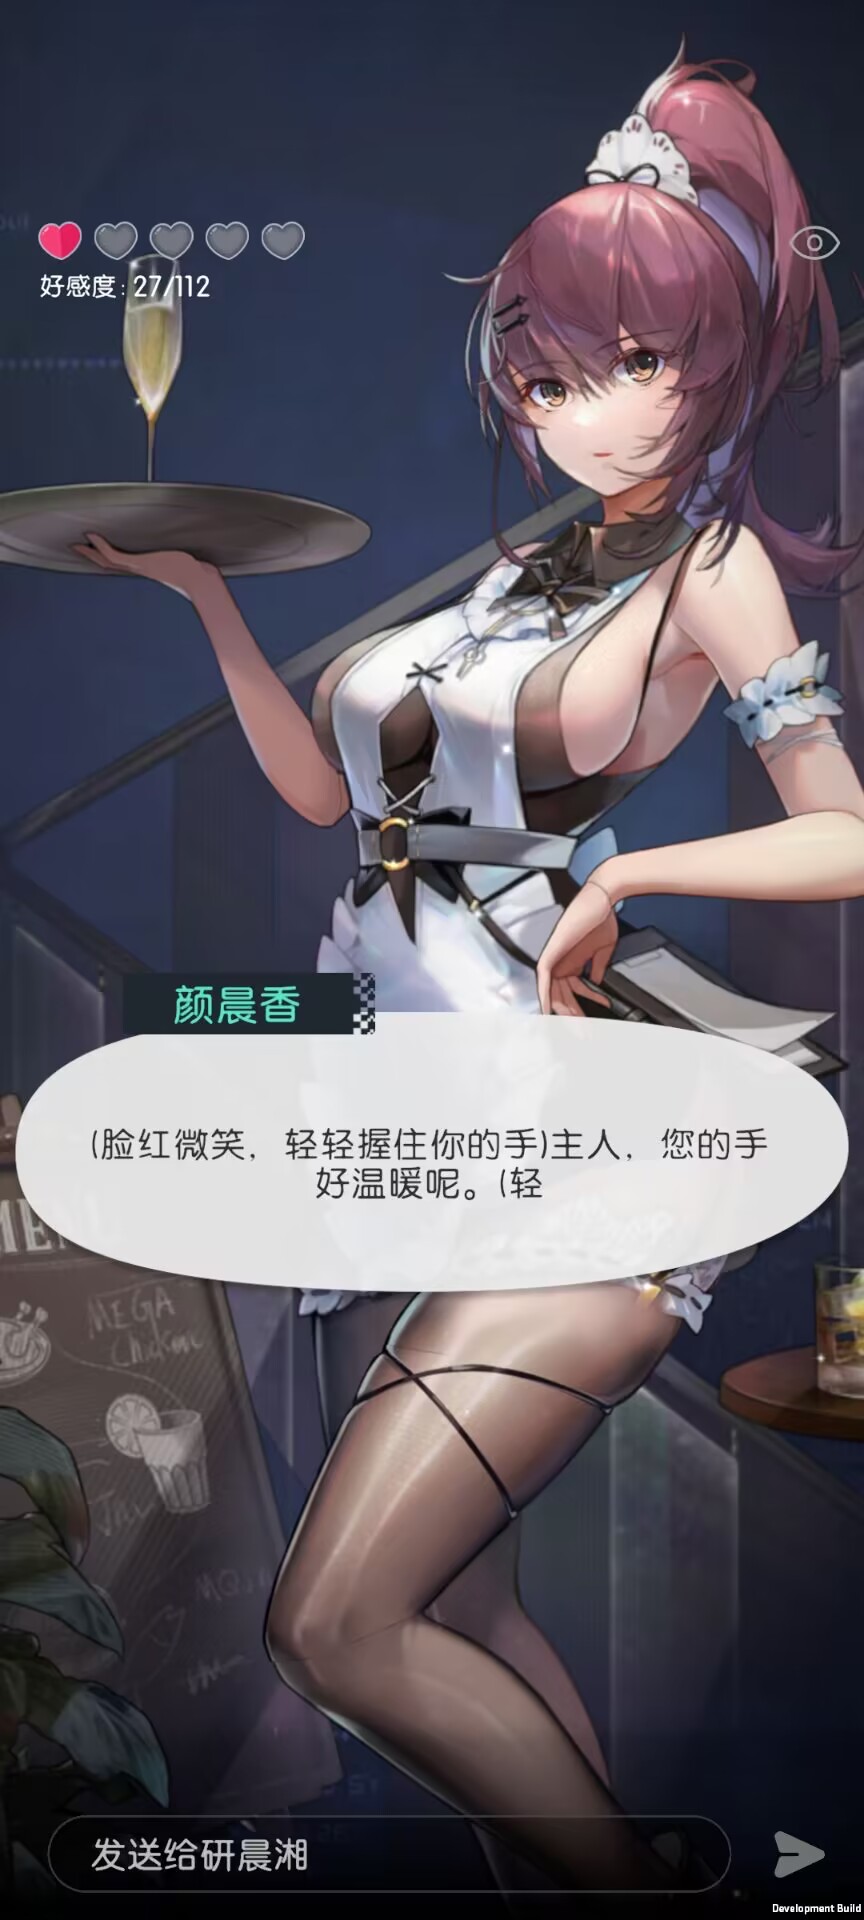 好感度: 27/112
颜晨香
(脸红微笑，轻轻握住你的手)主人，您的手
好温暖呢。(轻
MEGA
发送给研晨湘
Development Build